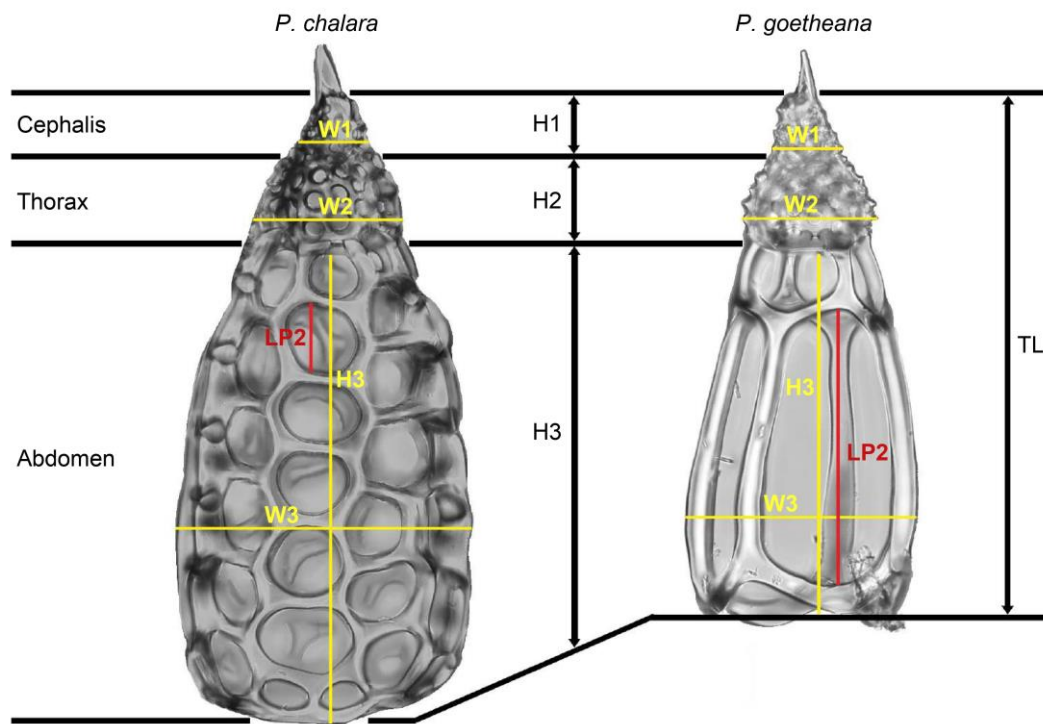 P. chalara
P. goetheana
Cephalis
W1
H1
W1
Thorax
W2
H2
W2
LP2
H3
H3
TL
Abdomen
H3
LP2
W3
W3